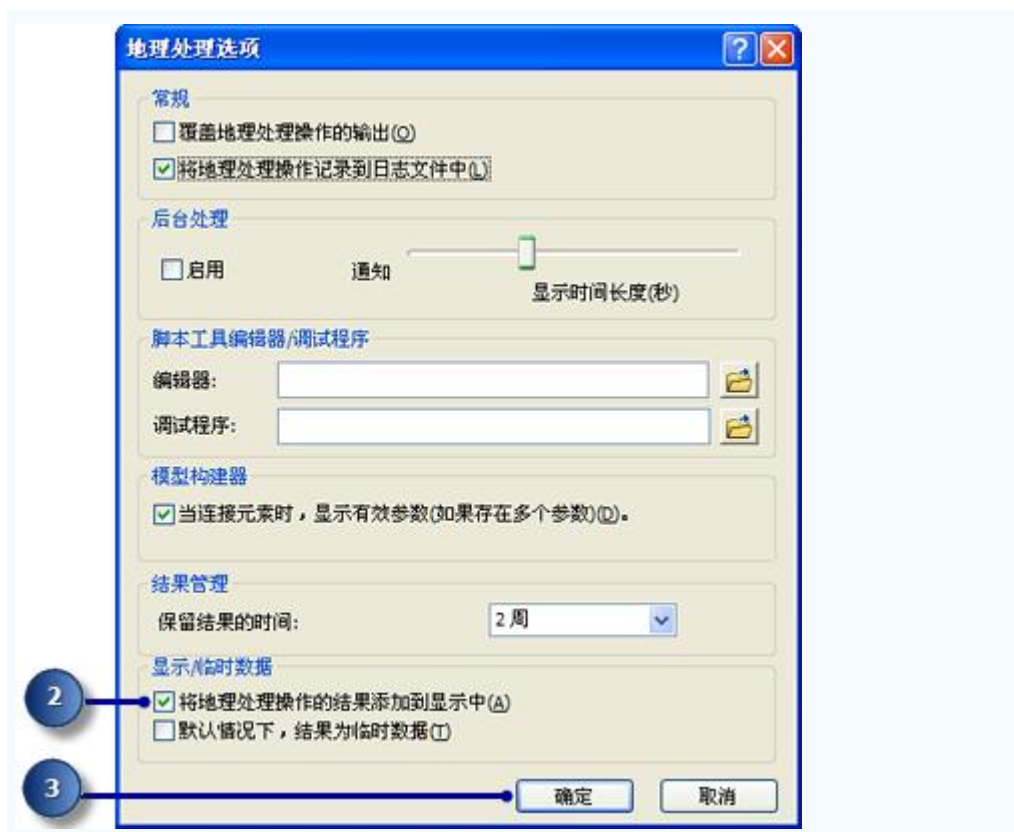 地理处理选项
常规
覆盖地理处理操作的输出(O)
将地理处理操作记录到日志文件中(L)
后台处理
启用 通知
显示时间长度(秒)
脚本工具编辑器/调试程序
编辑器:
调试程序:
模型构建器
当连接元素时，显示有效参数(如果存在多个参数)(D)。
结果管理
保留结果的时间: 2 周
显示/临时数据
2 将地理处理操作的结果添加到显示中(A)
默认情况下，结果为临时数据(T)
3 确定 取消